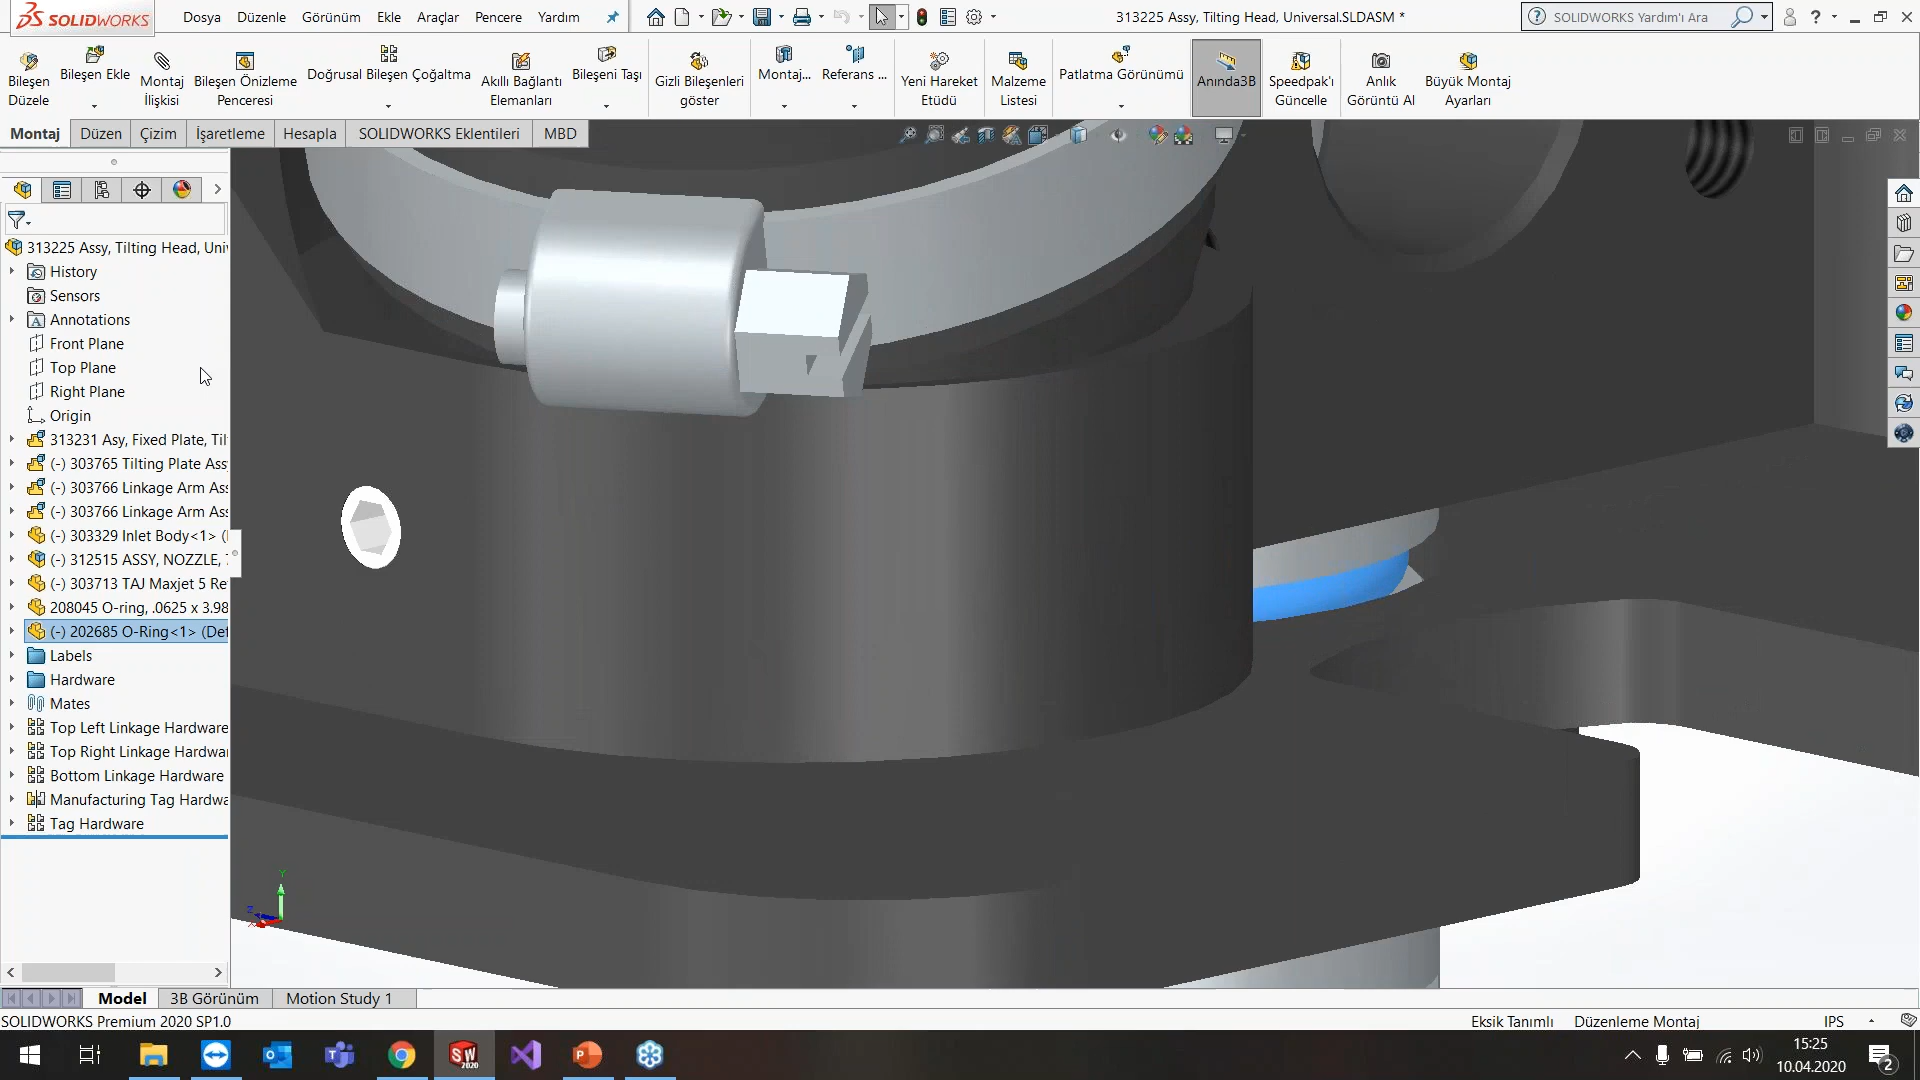 SOLIDWORKS
Dosya Düzenle Görünüm Ekle Araçlar Pencere Yardım
313225 Assy, Tilting Head, Universal.SLDASM *
SOLIDWORKS Yardım'ı Ara
Bileşen Düzele
Bileşen Ekle
Montaj İlişkisi
Bileşen Önizleme Penceresi
Doğrusal Bileşen Çoğaltma
Akıllı Bağlantı Elemanları
Bileşeni Taşı
Gizli Bileşenleri göster
Montaj...
Referans ...
Yeni Hareket Etüdü
Malzeme Listesi
Patlatma Görünümü
Anında3B
Speedpak'ı Güncelle
Anlık Görüntü Al
Büyük Montaj Ayarları
Montaj Düzen Çizim İşaretleme Hesapla SOLIDWORKS Eklentileri MBD
313225 Assy, Tilting Head, Uni
History
Sensors
Annotations
Front Plane
Top Plane
Right Plane
Origin
313231 Asy, Fixed Plate, Til
(-) 303765 Tilting Plate Ass
(-) 303766 Linkage Arm Ass
(-) 303766 Linkage Arm Ass
(-) 303329 Inlet Body<1> (
(-) 312515 ASSY, NOZZLE,
(-) 303713 TAJ Maxjet 5 Re
208045 O-ring, .0625 x 3.98
(-) 202685 O-Ring<1> (Def
Labels
Hardware
Mates
Top Left Linkage Hardware
Top Right Linkage Hardwa
Bottom Linkage Hardware
Manufacturing Tag Hardwa
Tag Hardware
Y
Z
Model 3B Görünüm Motion Study 1
SOLIDWORKS Premium 2020 SP1.0
Eksik Tanımlı Düzenleme Montaj IPS
SW 2020
15:25
10.04.2020
2